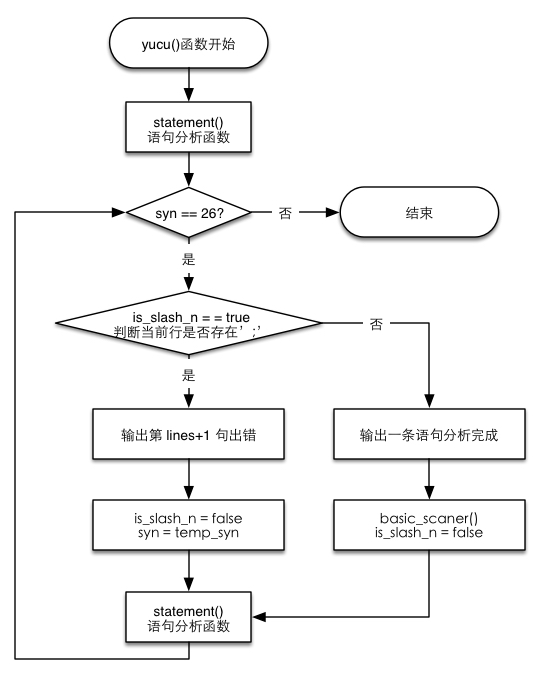 yucu()函数开始
statement()
语句分析函数
syn == 26?
否
结束
是
is_slash_n == true
判断当前行是否存在' ;'
否
是
输出第 lines+1 句出错
输出一条语句分析完成
is_slash_n = false
syn = temp_syn
basic_scaner()
is_slash_n = false
statement()
语句分析函数